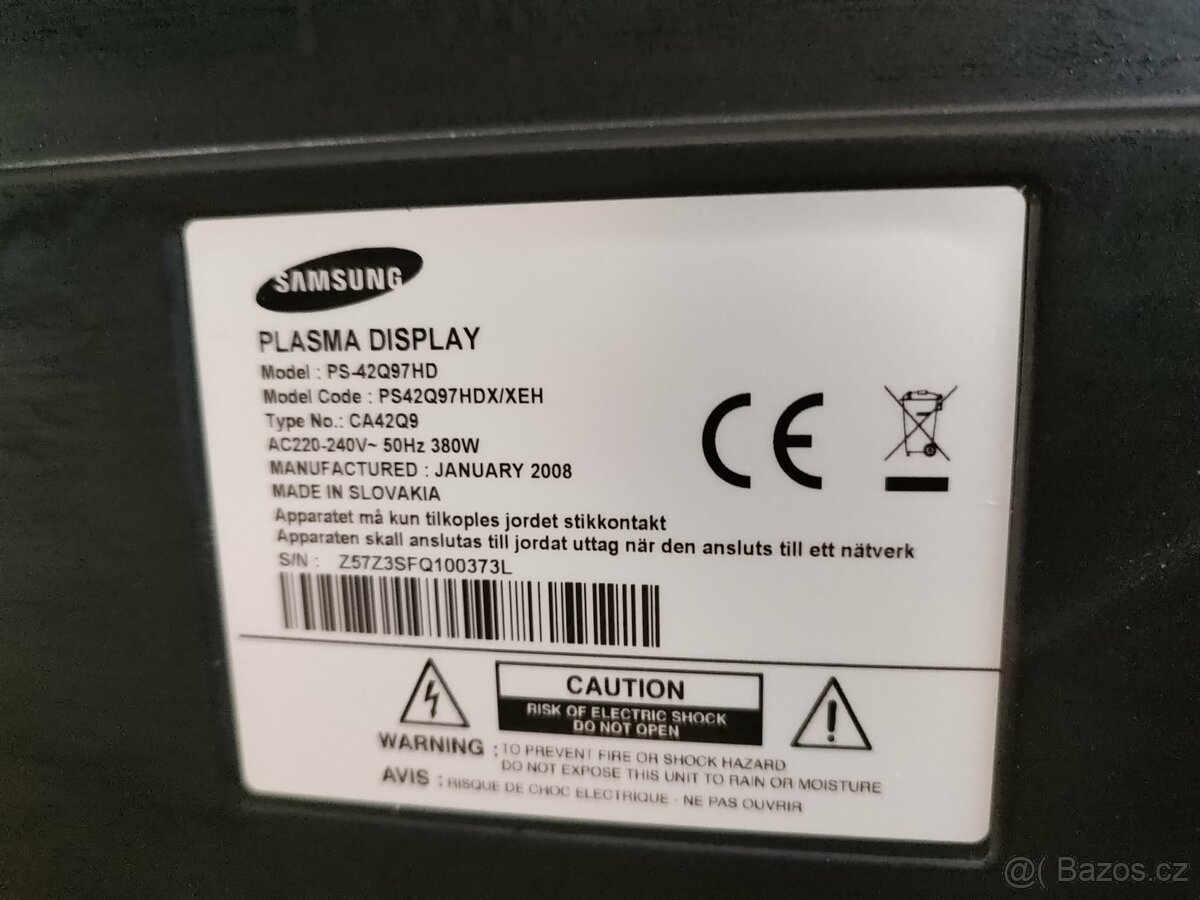 SAMSUNG
PLASMA DISPLAY
Model : PS-42Q97HD
Model Code : PS42Q97HDX/XEH
Type No.: CA42Q9
AC220-240V~ 50Hz 380W
MANUFACTURED : JANUARY 2008
MADE IN SLOVAKIA
Apparatet må kun tilkoples jordet stikkontakt
Apparaten skall anslutas till jordat uttag när den ansluts till ett nätverk
S/N : Z57Z3SFQ100373L
CE
CAUTION
RISK OF ELECTRIC SHOCK
DO NOT OPEN
WARNING : TO PREVENT FIRE OR SHOCK HAZARD
DO NOT EXPOSE THIS UNIT TO RAIN OR MOISTURE
AVIS : RISQUE DE CHOC ELECTRIQUE - NE PAS OUVRIR
@( Bazos.cz